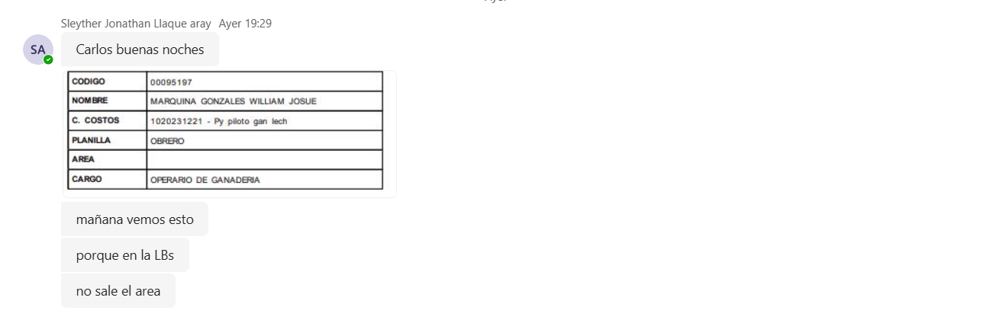 Sleyther Jonathan Llaque aray Ayer 19:29
SA
Carlos buenas noches
CODIGO 00095197
NOMBRE MARQUINA GONZALES WILLIAM JOSUE
C. COSTOS 1020231221 - Py piloto gan lech
PLANILLA OBRERO
AREA
CARGO OPERARIO DE GANADERIA
mañana vemos esto
porque en la LBs
no sale el area